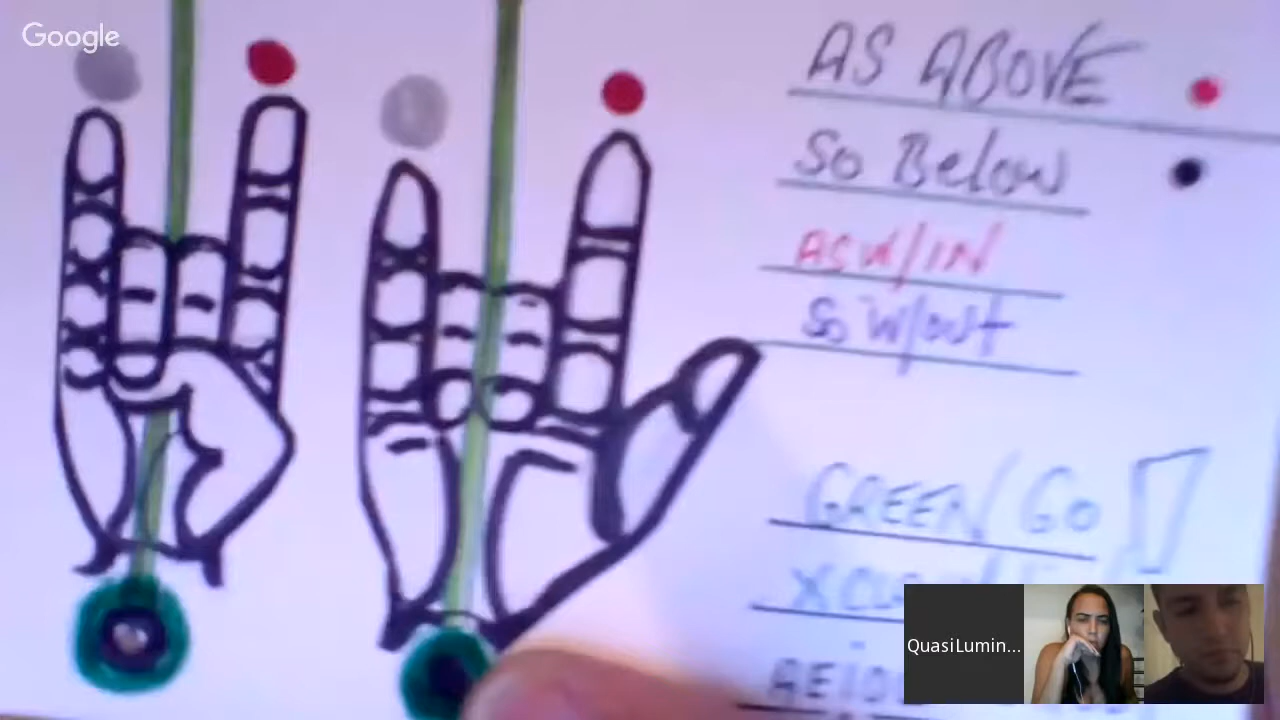 Google
AS ABOVE
So Below
AS W/IN
So W/out
GREEN/GO
QuasiLumin...